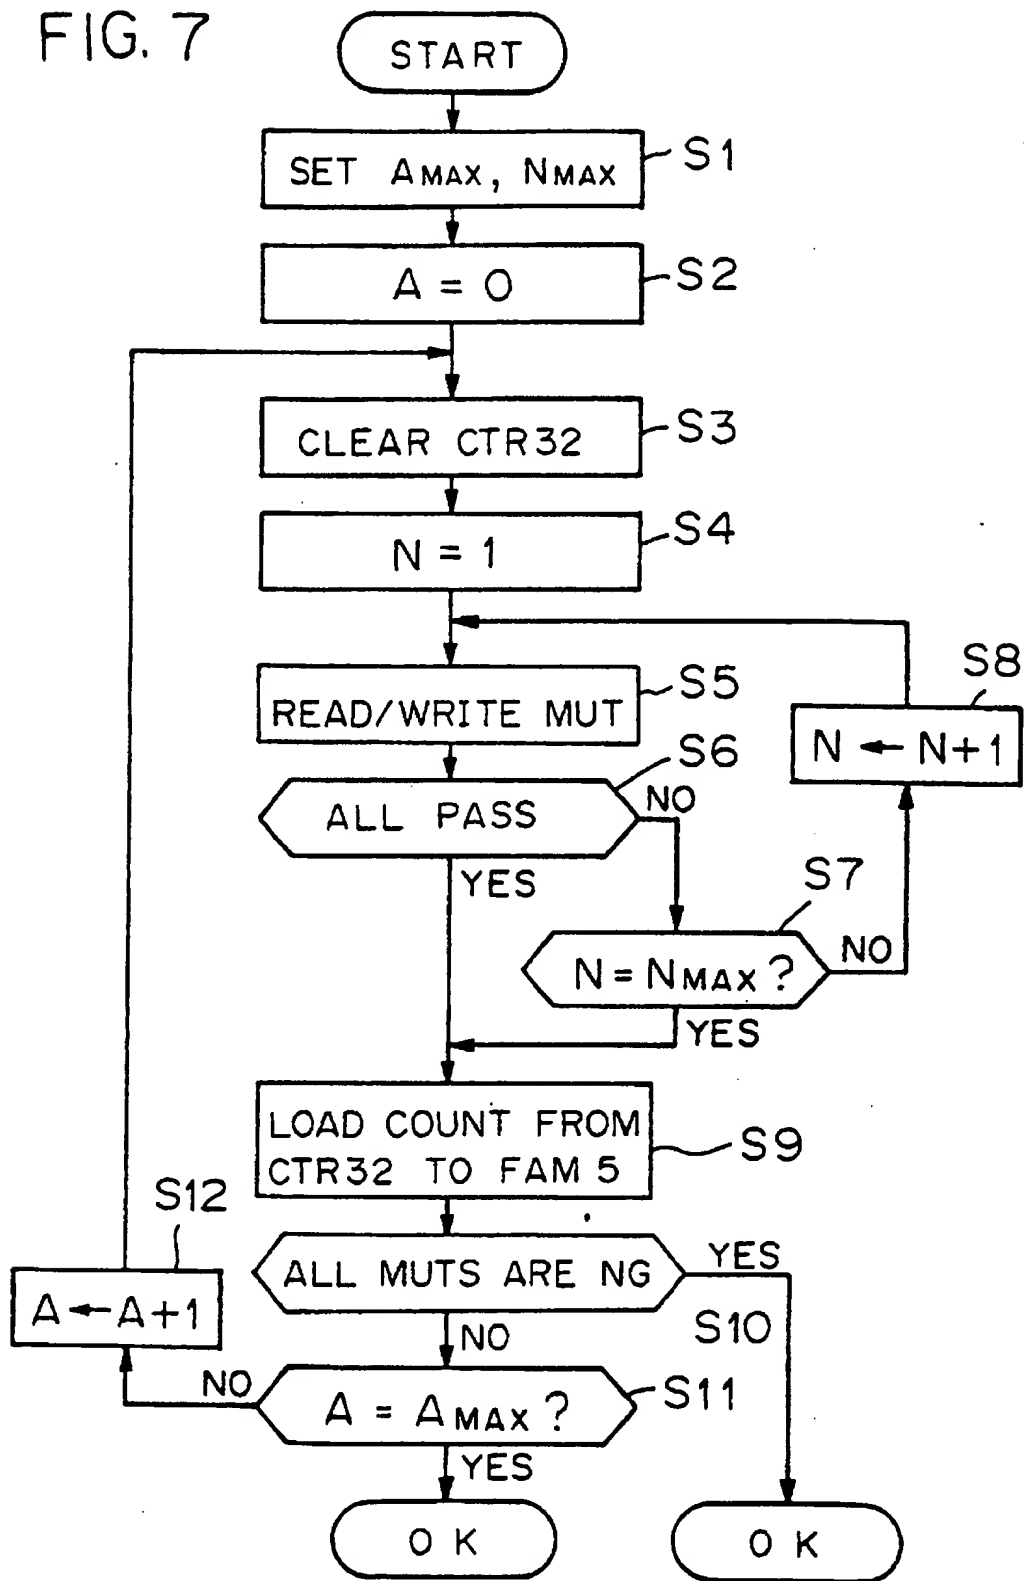 FIG. 7
START
SET AMAX, NMAX
S1
A = 0
S2
CLEAR CTR32
S3
N = 1
S4
READ/WRITE MUT
S5
S8
N ← N+1
S6
ALL PASS
NO
YES
S7
N = NMAX ?
NO
YES
LOAD COUNT FROM
CTR32 TO FAM 5
S9
S12
A ← A+1
ALL MUTS ARE NG
YES
S10
NO
NO
A = AMAX ?
S11
YES
OK
OK